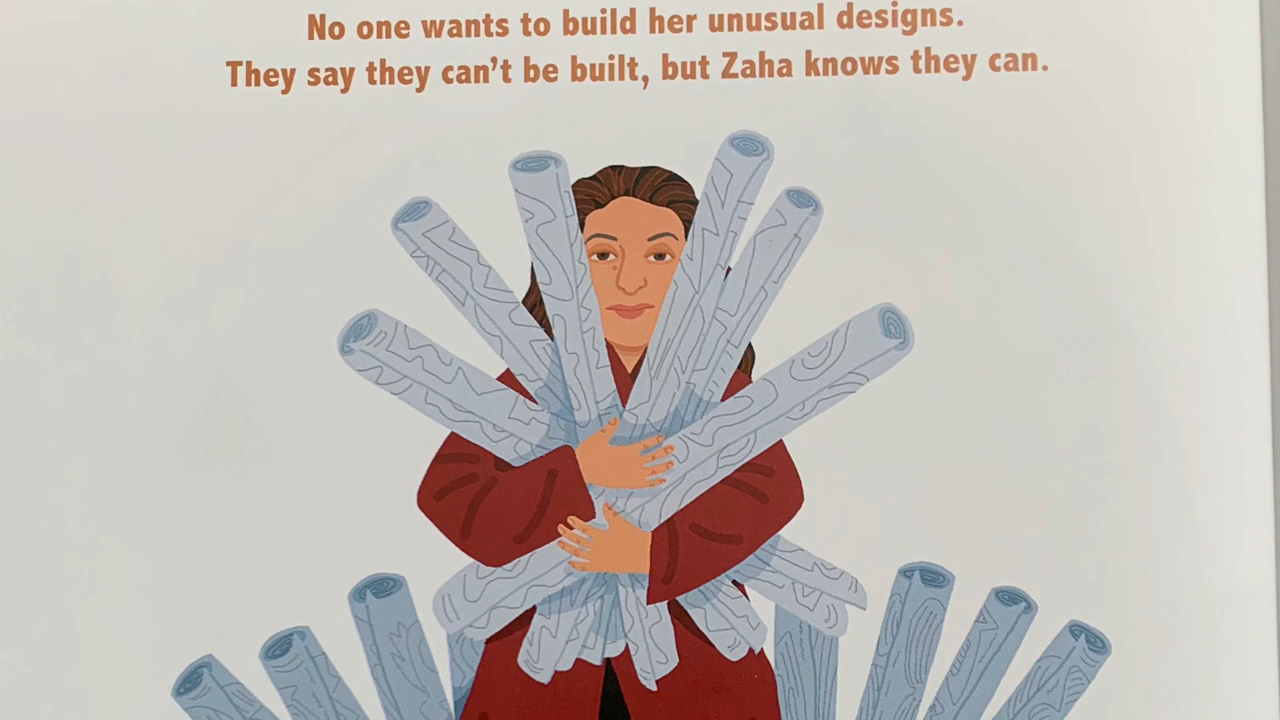 No one wants to build her unusual designs.
They say they can’t be built, but Zaha knows they can.